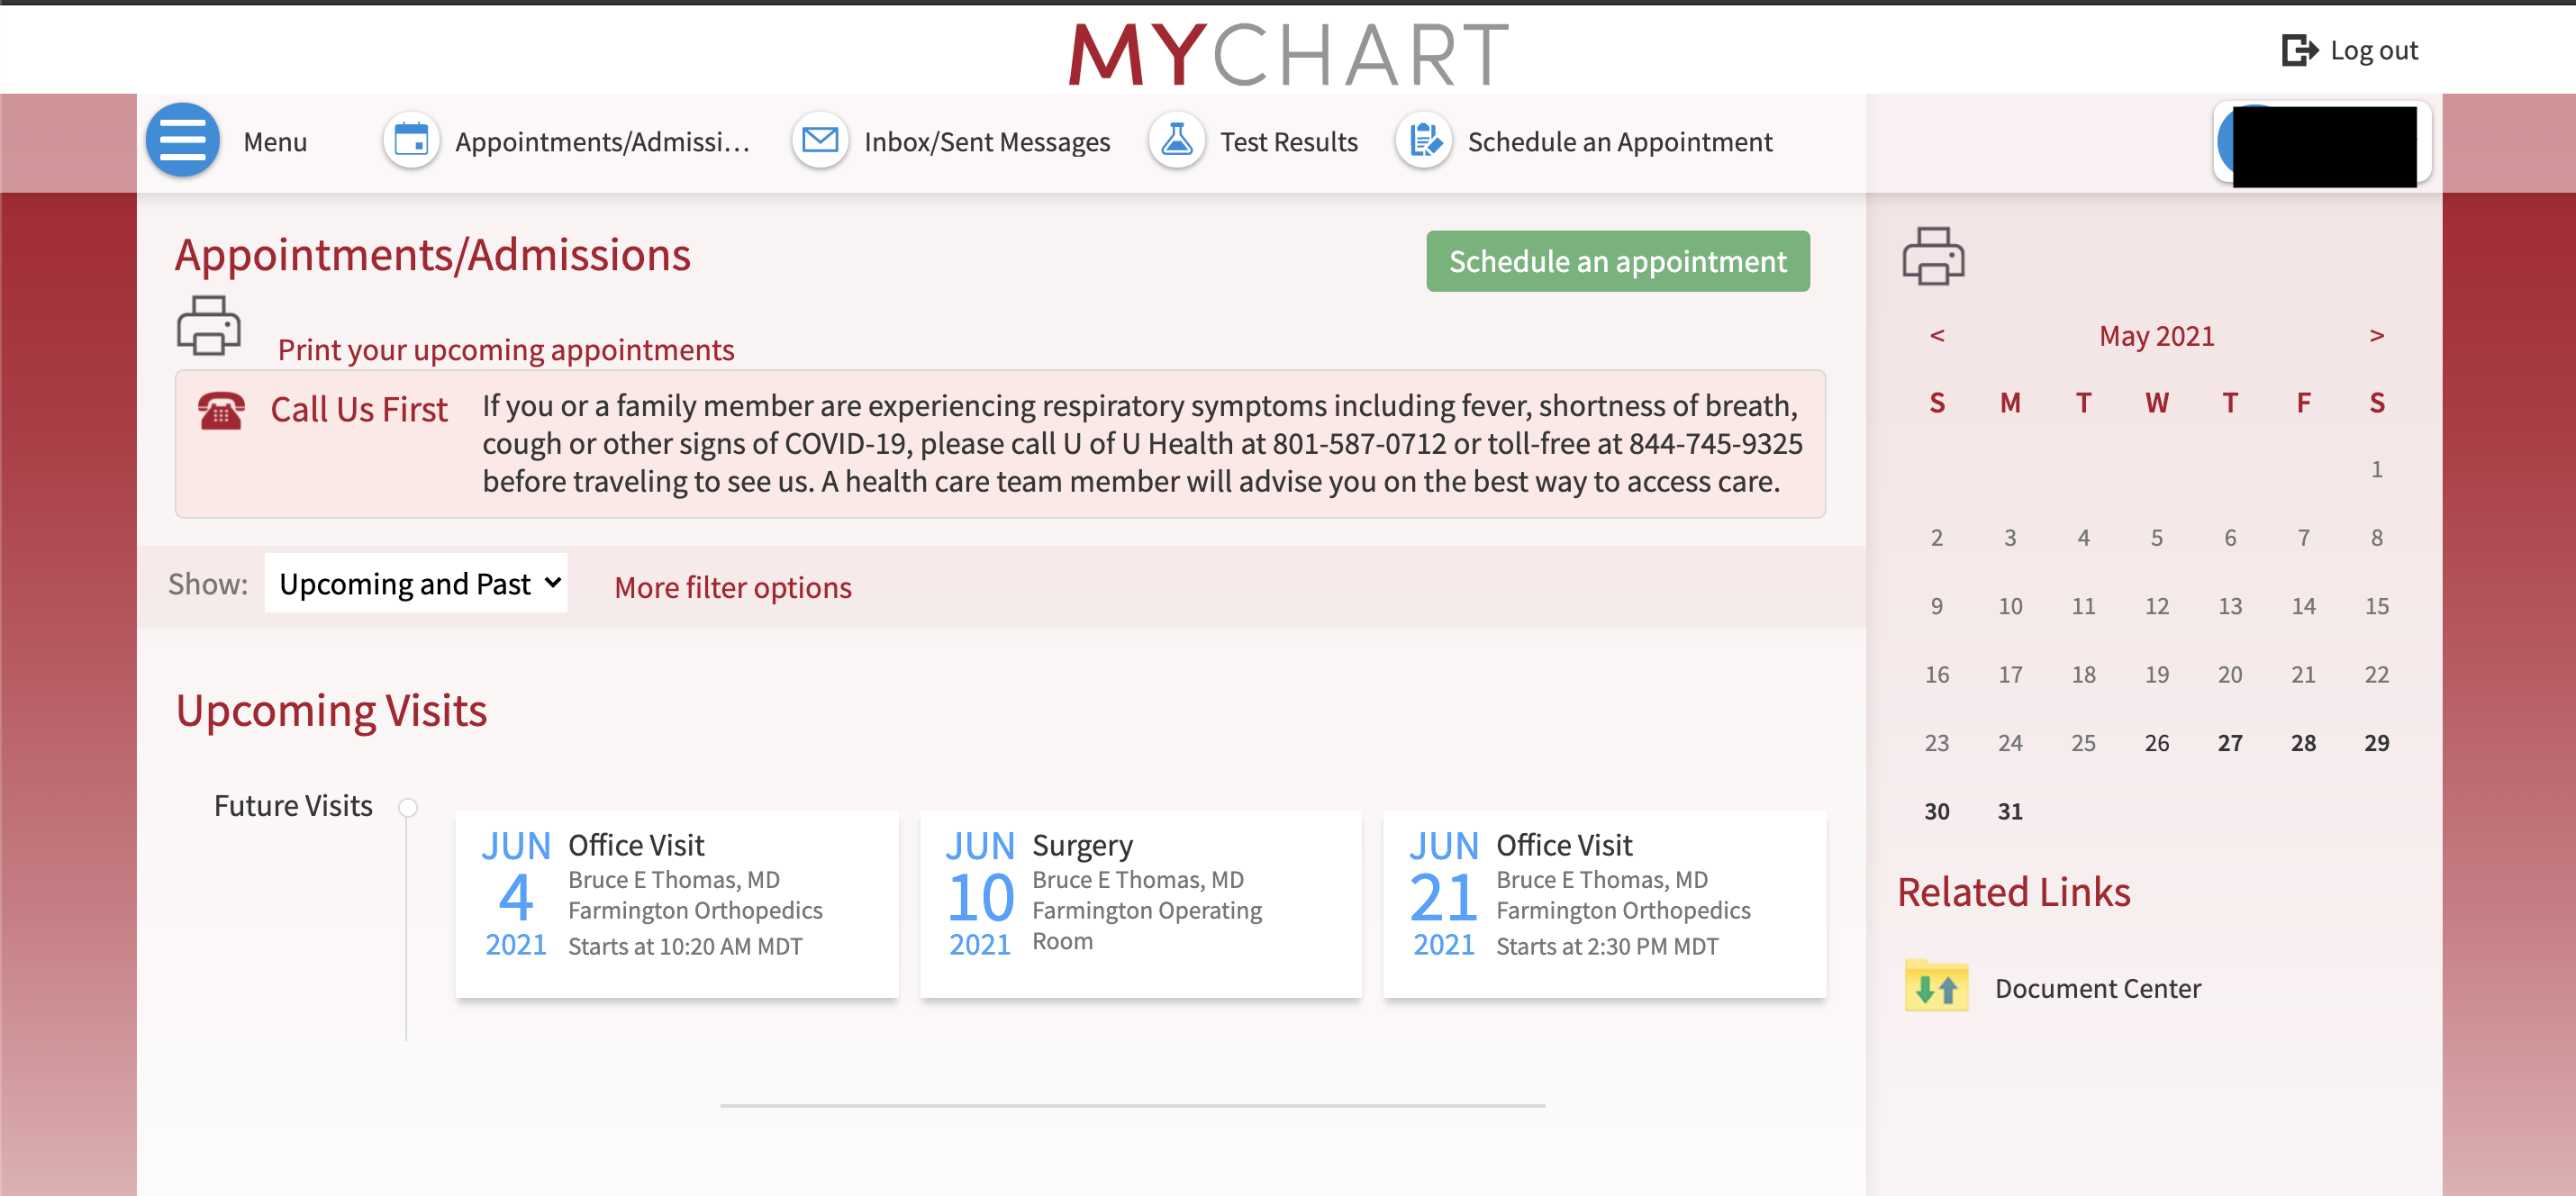 MYCHART
Log out
Menu
Appointments/Admissi...
Inbox/Sent Messages
Test Results
Schedule an Appointment
Appointments/Admissions
Schedule an appointment
Print your upcoming appointments
Call Us First
If you or a family member are experiencing respiratory symptoms including fever, shortness of breath,
cough or other signs of COVID-19, please call U of U Health at 801-587-0712 or toll-free at 844-745-9325
before traveling to see us. A health care team member will advise you on the best way to access care.
Show:
Upcoming and Past
More filter options
Upcoming Visits
Future Visits
JUN
4
2021
Office Visit
Bruce E Thomas, MD
Farmington Orthopedics
Starts at 10:20 AM MDT
JUN
10
2021
Surgery
Bruce E Thomas, MD
Farmington Operating
Room
JUN
21
2021
Office Visit
Bruce E Thomas, MD
Farmington Orthopedics
Starts at 2:30 PM MDT
< May 2021 >
S M T W T F S
1
2 3 4 5 6 7 8
9 10 11 12 13 14 15
16 17 18 19 20 21 22
23 24 25 26 27 28 29
30 31
Related Links
Document Center